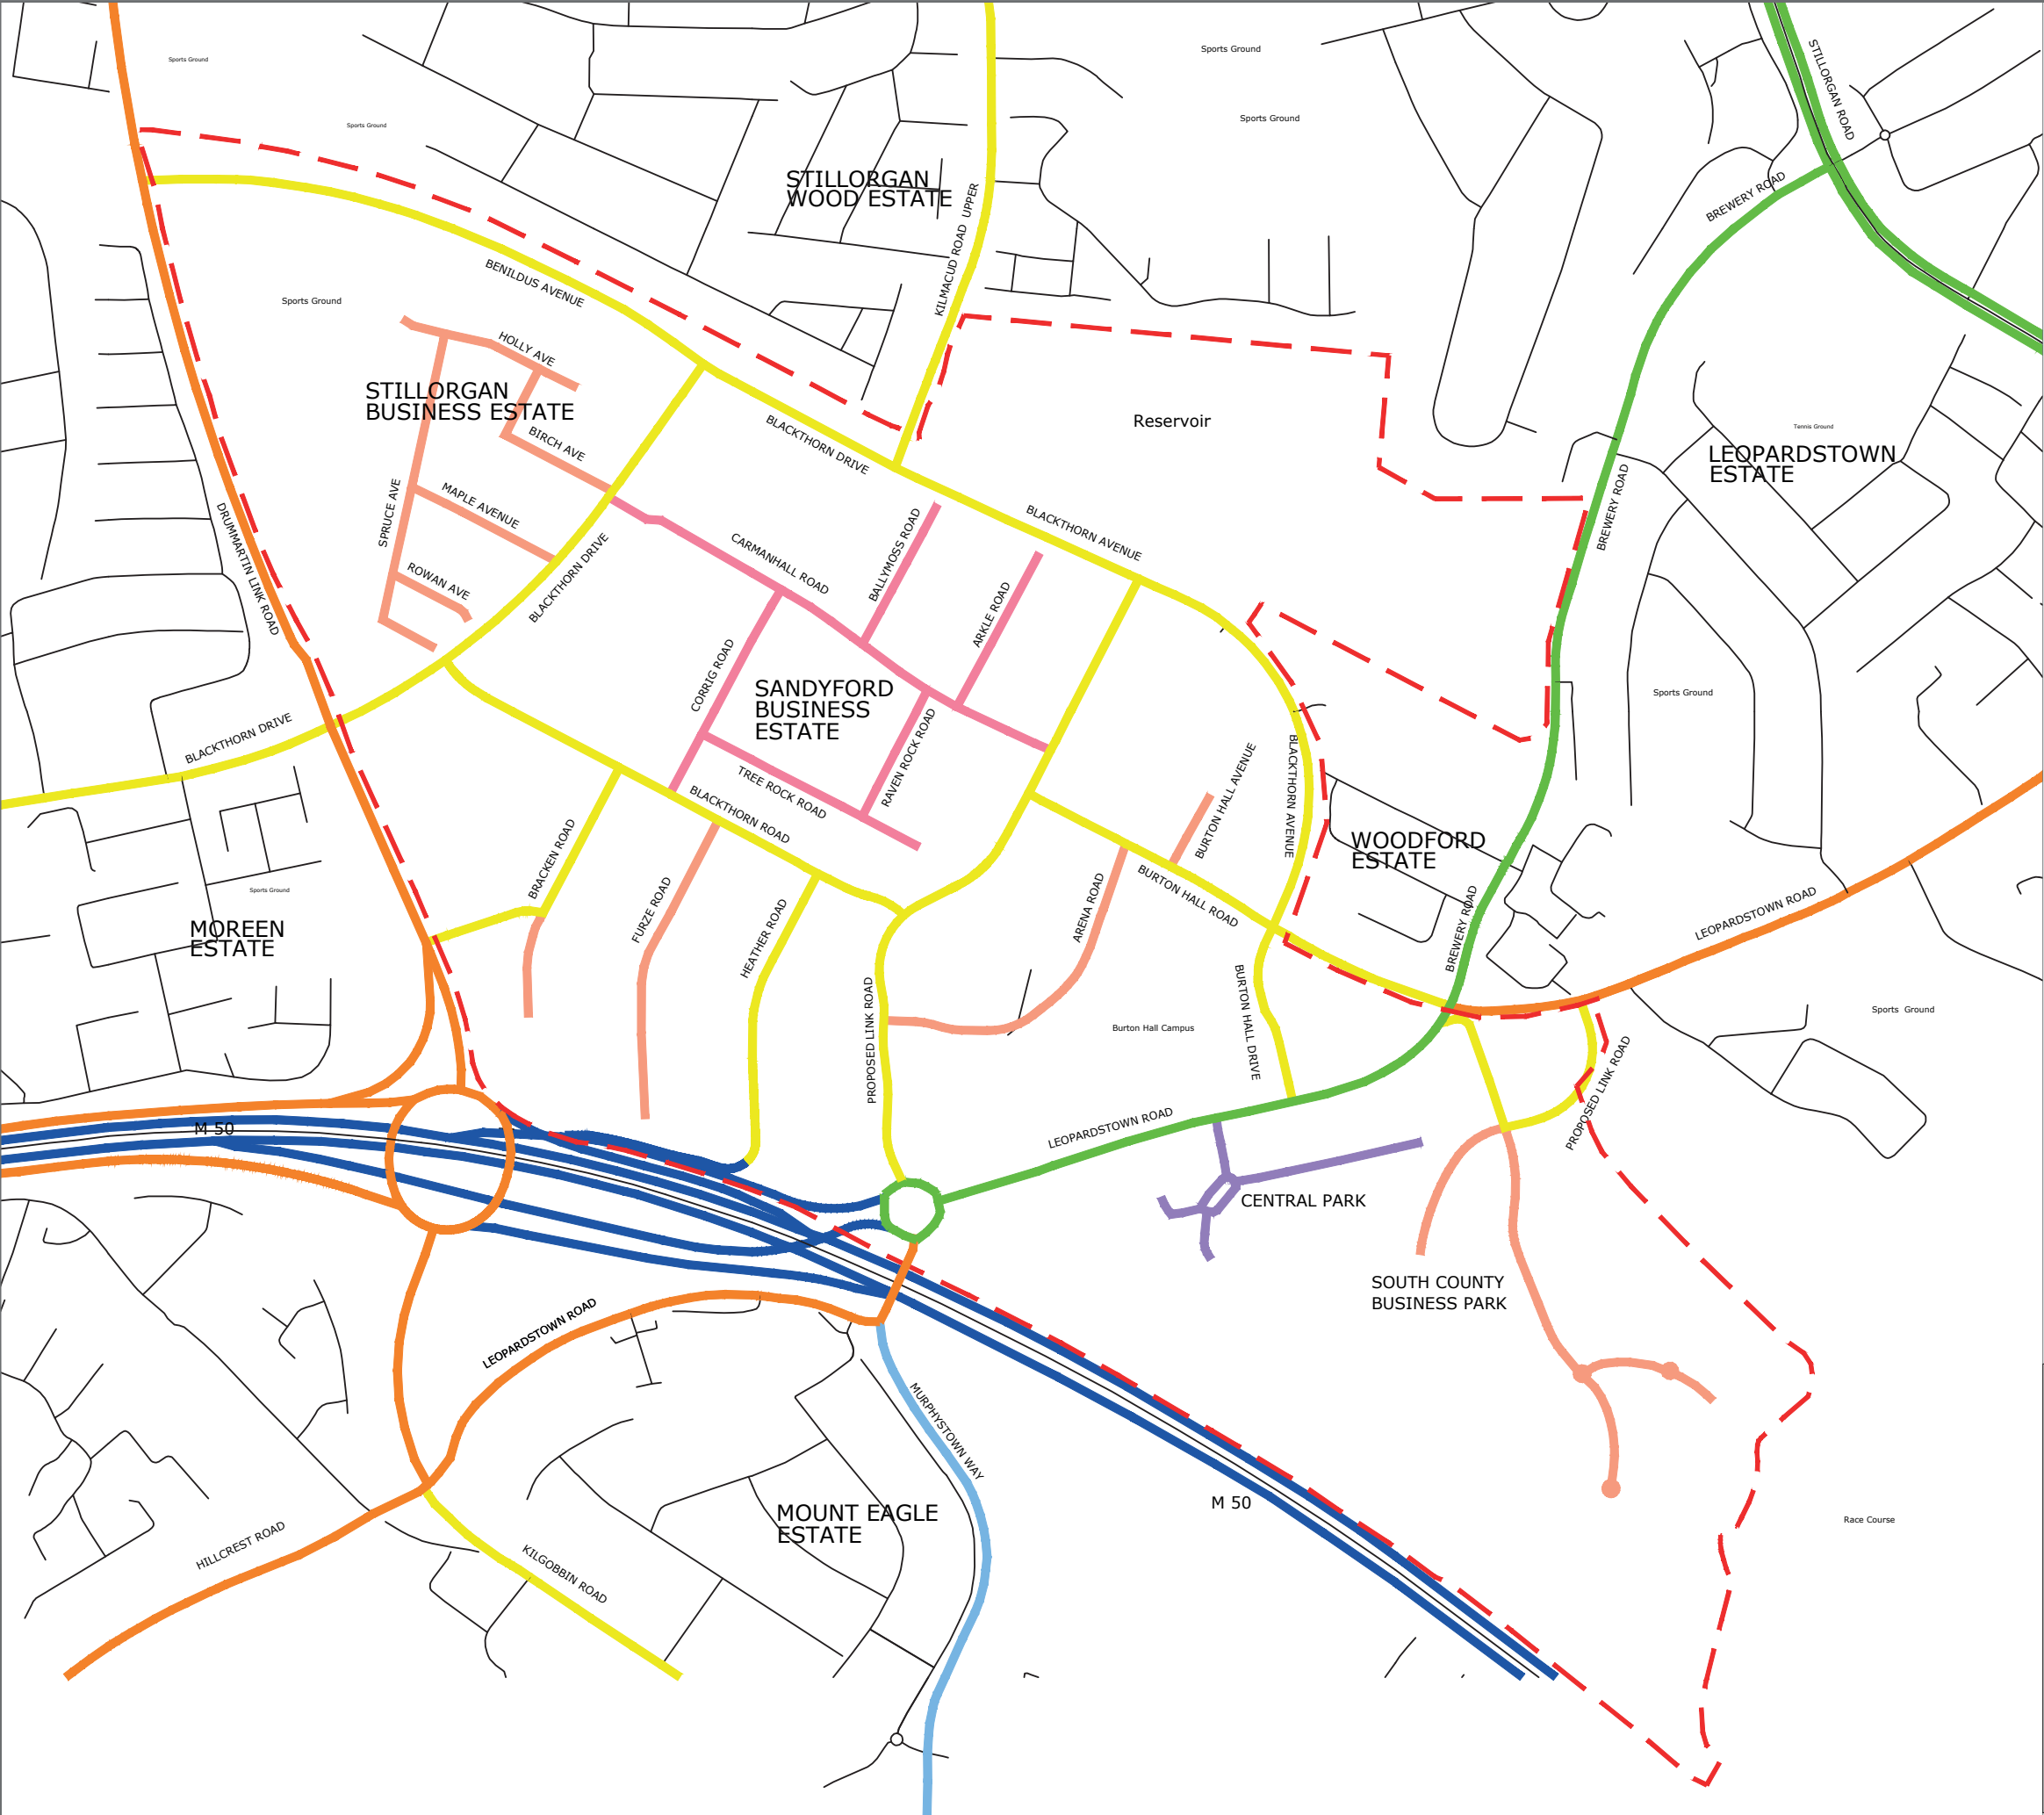 Sports Ground
Sports Ground
Sports Ground
Sports Ground
STILLORGAN ROAD
STILLORGAN
WOOD ESTATE
KILMACUD ROAD UPPER
BREWERY ROAD
BENILDUS AVENUE
Sports Ground
HOLLY AVE
STILLORGAN
BUSINESS ESTATE
BIRCH AVE
BLACKTHORN DRIVE
Reservoir
Tennis Ground
LEOPARDSTOWN
ESTATE
SPRUCE AVE
MAPLE AVENUE
ROWAN AVE
BLACKTHORN DRIVE
DRUMMARTIN LINK ROAD
CARMANHALL ROAD
BALLYMOSS ROAD
BLACKTHORN AVENUE
ARKLE ROAD
BREWERY ROAD
CORRIG ROAD
SANDYFORD
BUSINESS
ESTATE
Sports Ground
BLACKTHORN DRIVE
TREE ROCK ROAD
RAVEN ROCK ROAD
BLACKTHORN ROAD
BURTON HALL AVENUE
BLACKTHORN AVENUE
WOODFORD
ESTATE
BRACKEN ROAD
FURZE ROAD
HEATHER ROAD
ARENA ROAD
BURTON HALL ROAD
BREWERY ROAD
LEOPARDSTOWN ROAD
Sports Ground
MOREEN
ESTATE
PROPOSED LINK ROAD
BURTON HALL DRIVE
Burton Hall Campus
Sports Ground
PROPOSED LINK ROAD
M 50
LEOPARDSTOWN ROAD
CENTRAL PARK
SOUTH COUNTY
BUSINESS PARK
LEOPARDSTOWN ROAD
MURPHYSTOWN WAY
M 50
MOUNT EAGLE
ESTATE
Race Course
HILLCREST ROAD
KILGOBBIN ROAD